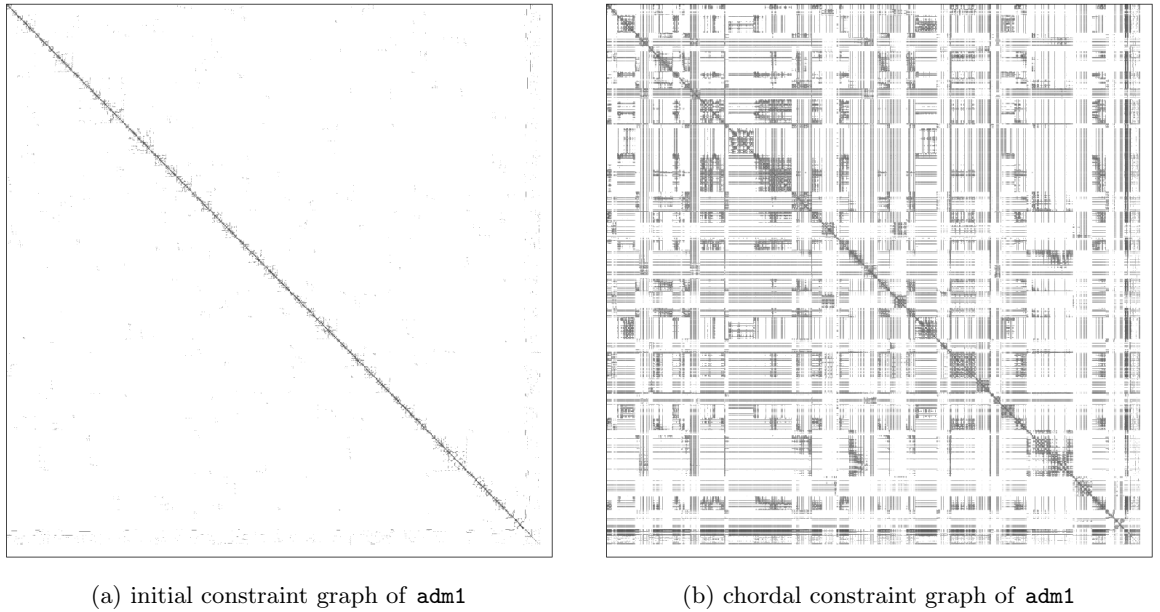 (a) initial constraint graph of adm1
(b) chordal constraint graph of adm1